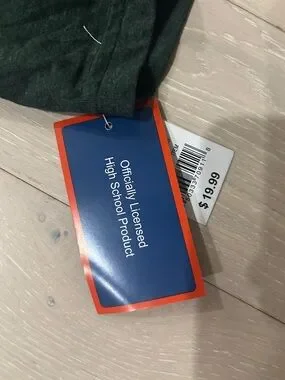 Officially Licensed
High School Product
$ 19.99